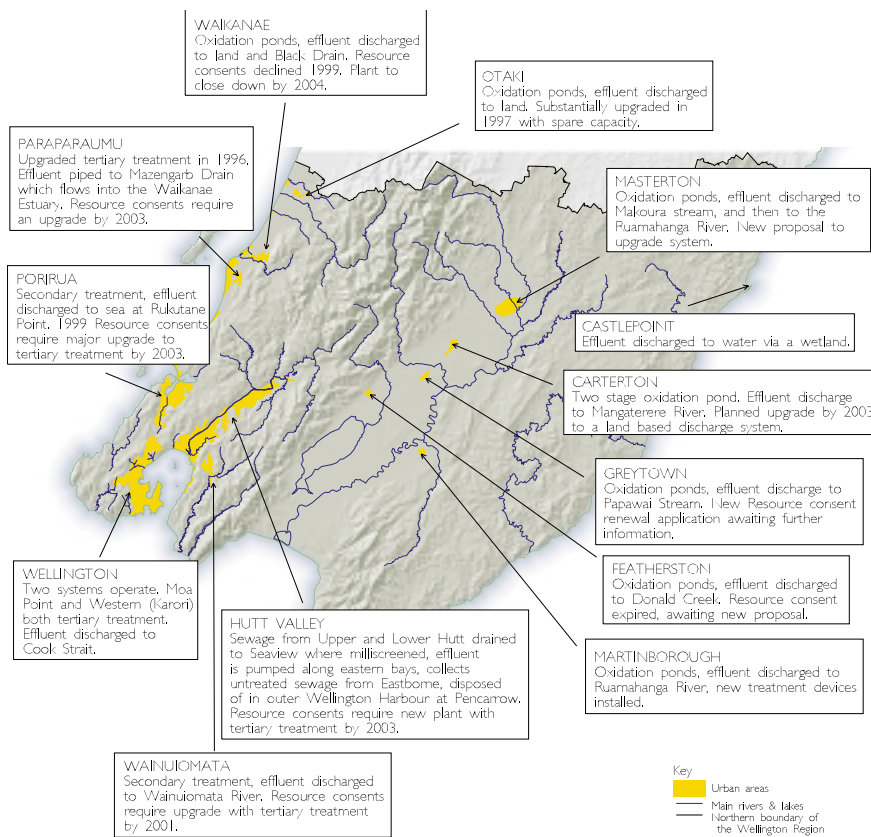 WAIKANAE
Oxidation ponds, effluent discharged
to land and Black Drain. Resource
consents declined 1999. Plant to
close down by 2004.
OTAKI
Oxidation ponds, effluent discharged
to land. Substantially upgraded in
1997 with spare capacity.
PARAPARAUMU
Upgraded tertiary treatment in 1996.
Effluent piped to Mazengarb Drain
which flows into the Waikanae
Estuary. Resource consents require
an upgrade by 2003.
MASTERTON
Oxidation ponds, effluent discharged to
Makoura stream, and then to the
Ruamahanga River. New proposal to
upgrade system.
PORIRUA
Secondary treatment, effluent
discharged to sea at Rukutane
Point. 1999 Resource consents
require major upgrade to
tertiary treatment by 2003.
CASTLEPOINT
Effluent discharged to water via a wetland.
CARTERTON
Two stage oxidation pond. Effluent discharge
to Mangaterere River. Planned upgrade by 2003
to a land based discharge system.
GREYTOWN
Oxidation ponds, effluent discharge to
Papawai Stream. New Resource consent
renewal application awaiting further
information.
WELLINGTON
Two systems operate. Moa
Point and Western (Karori)
both tertiary treatment.
Effluent discharged to
Cook Strait.
FEATHERSTON
Oxidation ponds, effluent discharged
to Donald Creek. Resource consent
expired, awaiting new proposal.
HUTT VALLEY
Sewage from Upper and Lower Hutt drained
to Seaview where milliscreened, effluent
is pumped along eastern bays, collects
untreated sewage from Eastborne, disposed
of in outer Wellington Harbour at Pencarrow.
Resource consents require new plant with
tertiary treatment by 2003.
MARTINBOROUGH
Oxidation ponds, effluent discharged to
Ruamahanga River, new treatment devices
installed.
WAINUIOMATA
Secondary treatment, effluent discharged
to Wainuiomata River. Resource consents
require upgrade with tertiary treatment
by 2001.
Key
Urban areas
Main rivers & lakes
Northern boundary of
the Wellington Region